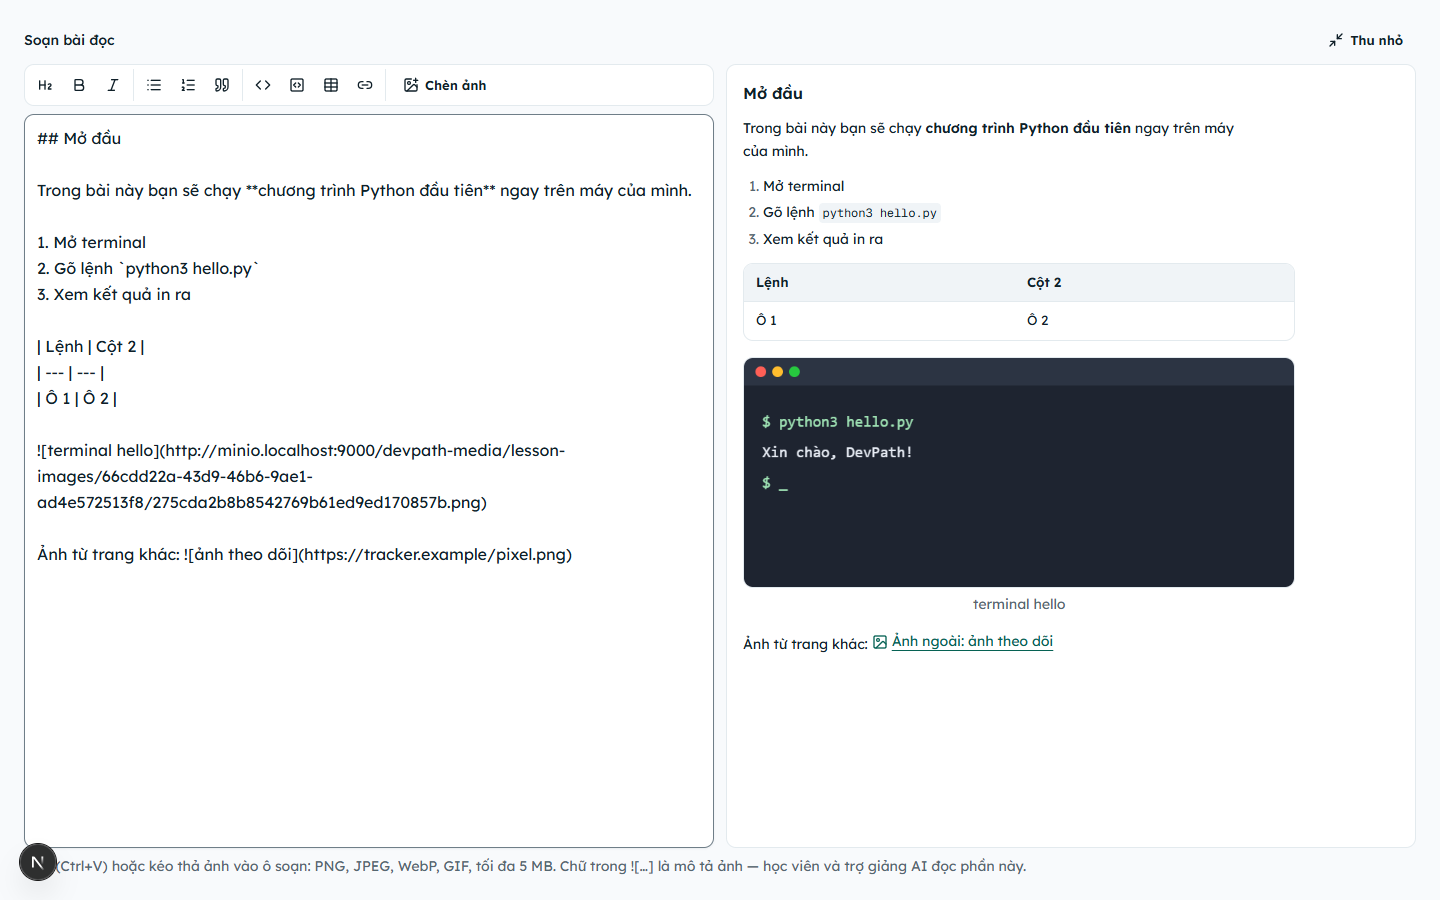 Soạn bài đọc
Thu nhỏ
H2 B I
Chèn ảnh
## Mở đầu
Trong bài này bạn sẽ chạy **chương trình Python đầu tiên** ngay trên máy của mình.
1. Mở terminal
2. Gõ lệnh `python3 hello.py`
3. Xem kết quả in ra
| Lệnh | Cột 2 |
| --- | --- |
| Ô 1 | Ô 2 |
![terminal hello](http://minio.localhost:9000/devpath-media/lesson-
images/66cdd22a-43d9-46b6-9ae1-
ad4e572513f8/275cda2b8b8542769b61ed9ed170857b.png)
Ảnh từ trang khác: ![ảnh theo dõi](https://tracker.example/pixel.png)
Mở đầu
Trong bài này bạn sẽ chạy chương trình Python đầu tiên ngay trên máy
của mình.
1. Mở terminal
2. Gõ lệnh python3 hello.py
3. Xem kết quả in ra
Lệnh Cột 2
Ô 1 Ô 2
$ python3 hello.py
Xin chào, DevPath!
$ _
terminal hello
Ảnh từ trang khác: Ảnh ngoài: ảnh theo dõi
N
(Ctrl+V) hoặc kéo thả ảnh vào ô soạn: PNG, JPEG, WebP, GIF, tối đa 5 MB. Chữ trong ![…] là mô tả ảnh — học viên và trợ giảng AI đọc phần này.